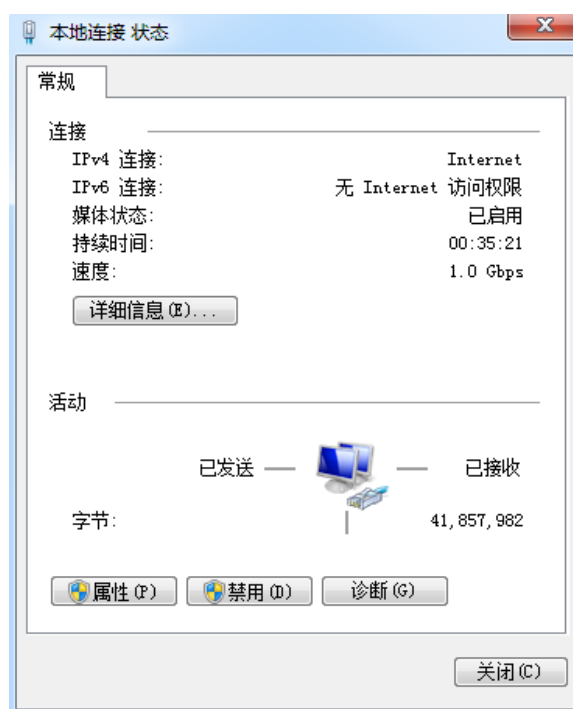 本地连接 状态
常规
连接
IPv4 连接: Internet
IPv6 连接: 无 Internet 访问权限
媒体状态: 已启用
持续时间: 00:35:21
速度: 1.0 Gbps
详细信息(E)...
活动
已发送 — — 已接收
字节: 41,857,982
属性(P) 禁用(D) 诊断(G)
关闭(C)